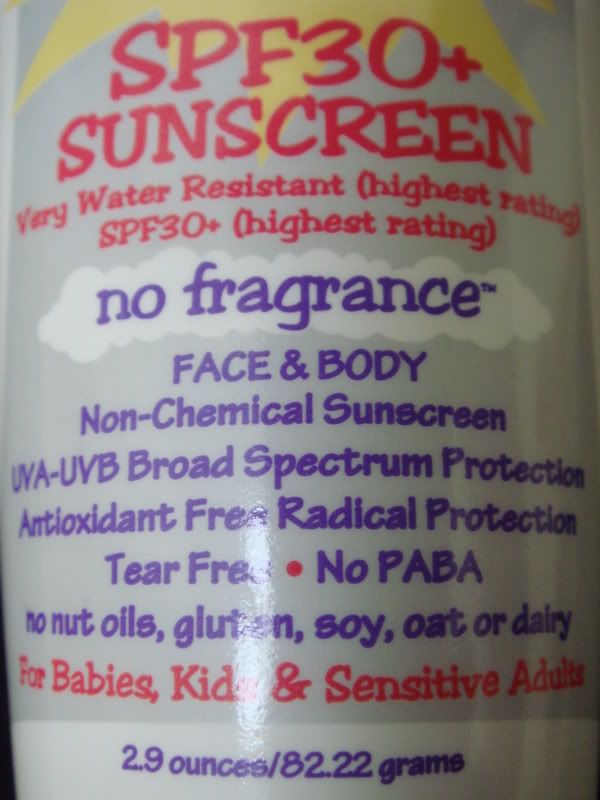 SPF30+
SUNSCREEN
Very Water Resistant (highest rating)
SPF30+ (highest rating)
no fragrance™
FACE & BODY
Non-Chemical Sunscreen
UVA-UVB Broad Spectrum Protection
Antioxidant Free Radical Protection
Tear Free • No PABA
no nut oils, gluten, soy, oat or dairy
For Babies, Kids & Sensitive Adults
2.9 ounces/82.22 grams